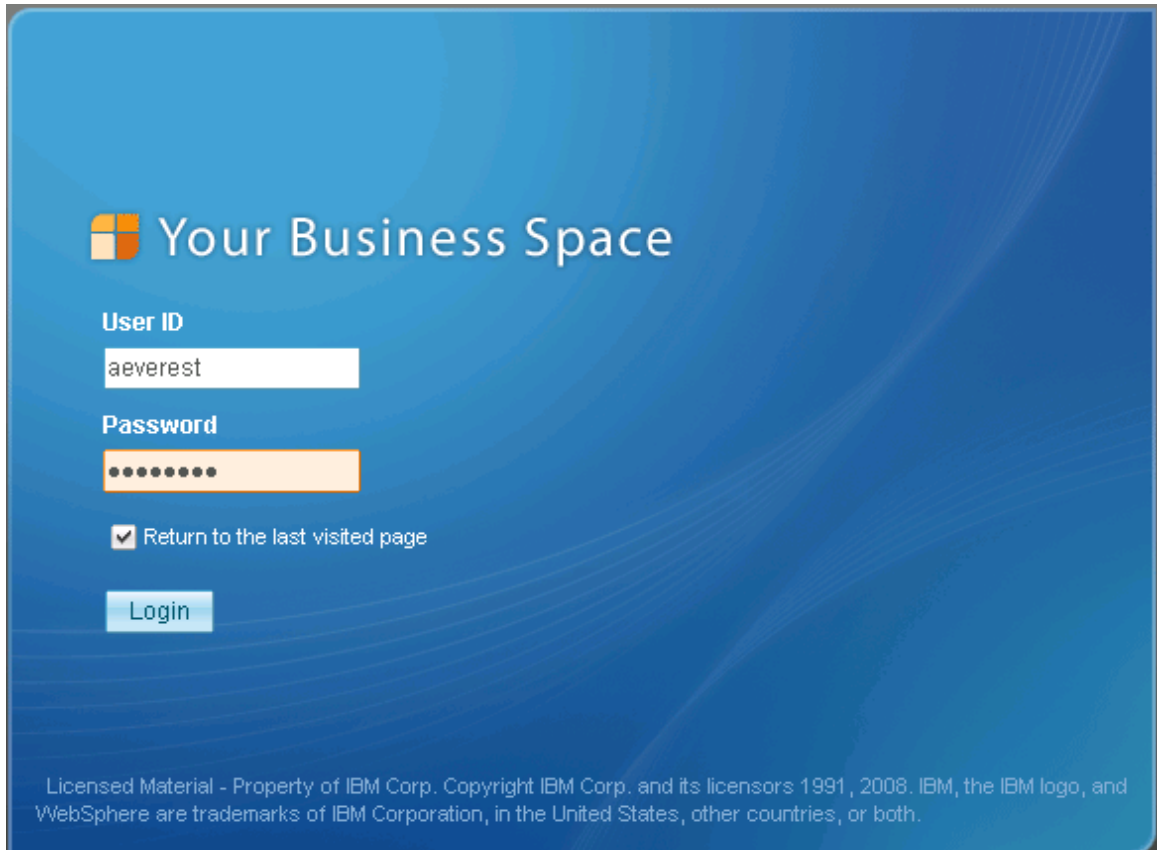 Your Business Space
User ID
aeverest
Password
••••••••
Return to the last visited page
Login
Licensed Material - Property of IBM Corp. Copyright IBM Corp. and its licensors 1991, 2008. IBM, the IBM logo, and
WebSphere are trademarks of IBM Corporation, in the United States, other countries, or both.